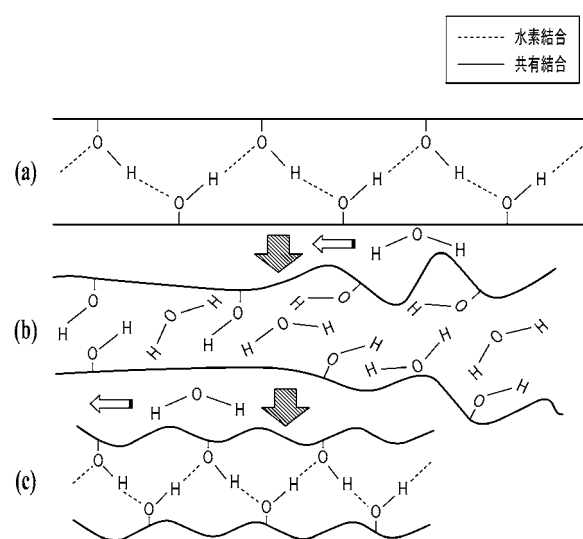 水素結合
共有結合
O O O
(a) H H H H H H
O O O
O
H H
H O H
O H O O H O
H H O H
(b) H H O H O H
O H H O H O H
H
O H
O
H H
O O O
(c) H H H H H H
O O O